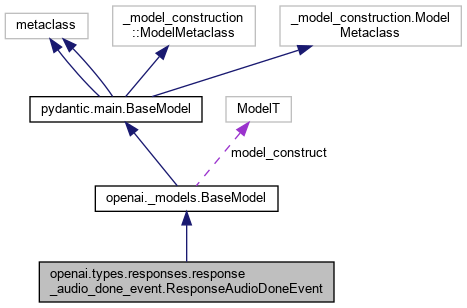 metaclass
_model_construction
::ModelMetaclass
_model_construction.Model
Metaclass
pydantic.main.BaseModel
ModelT
model_construct
openai._models.BaseModel
openai.types.responses.response
_audio_done_event.ResponseAudioDoneEvent